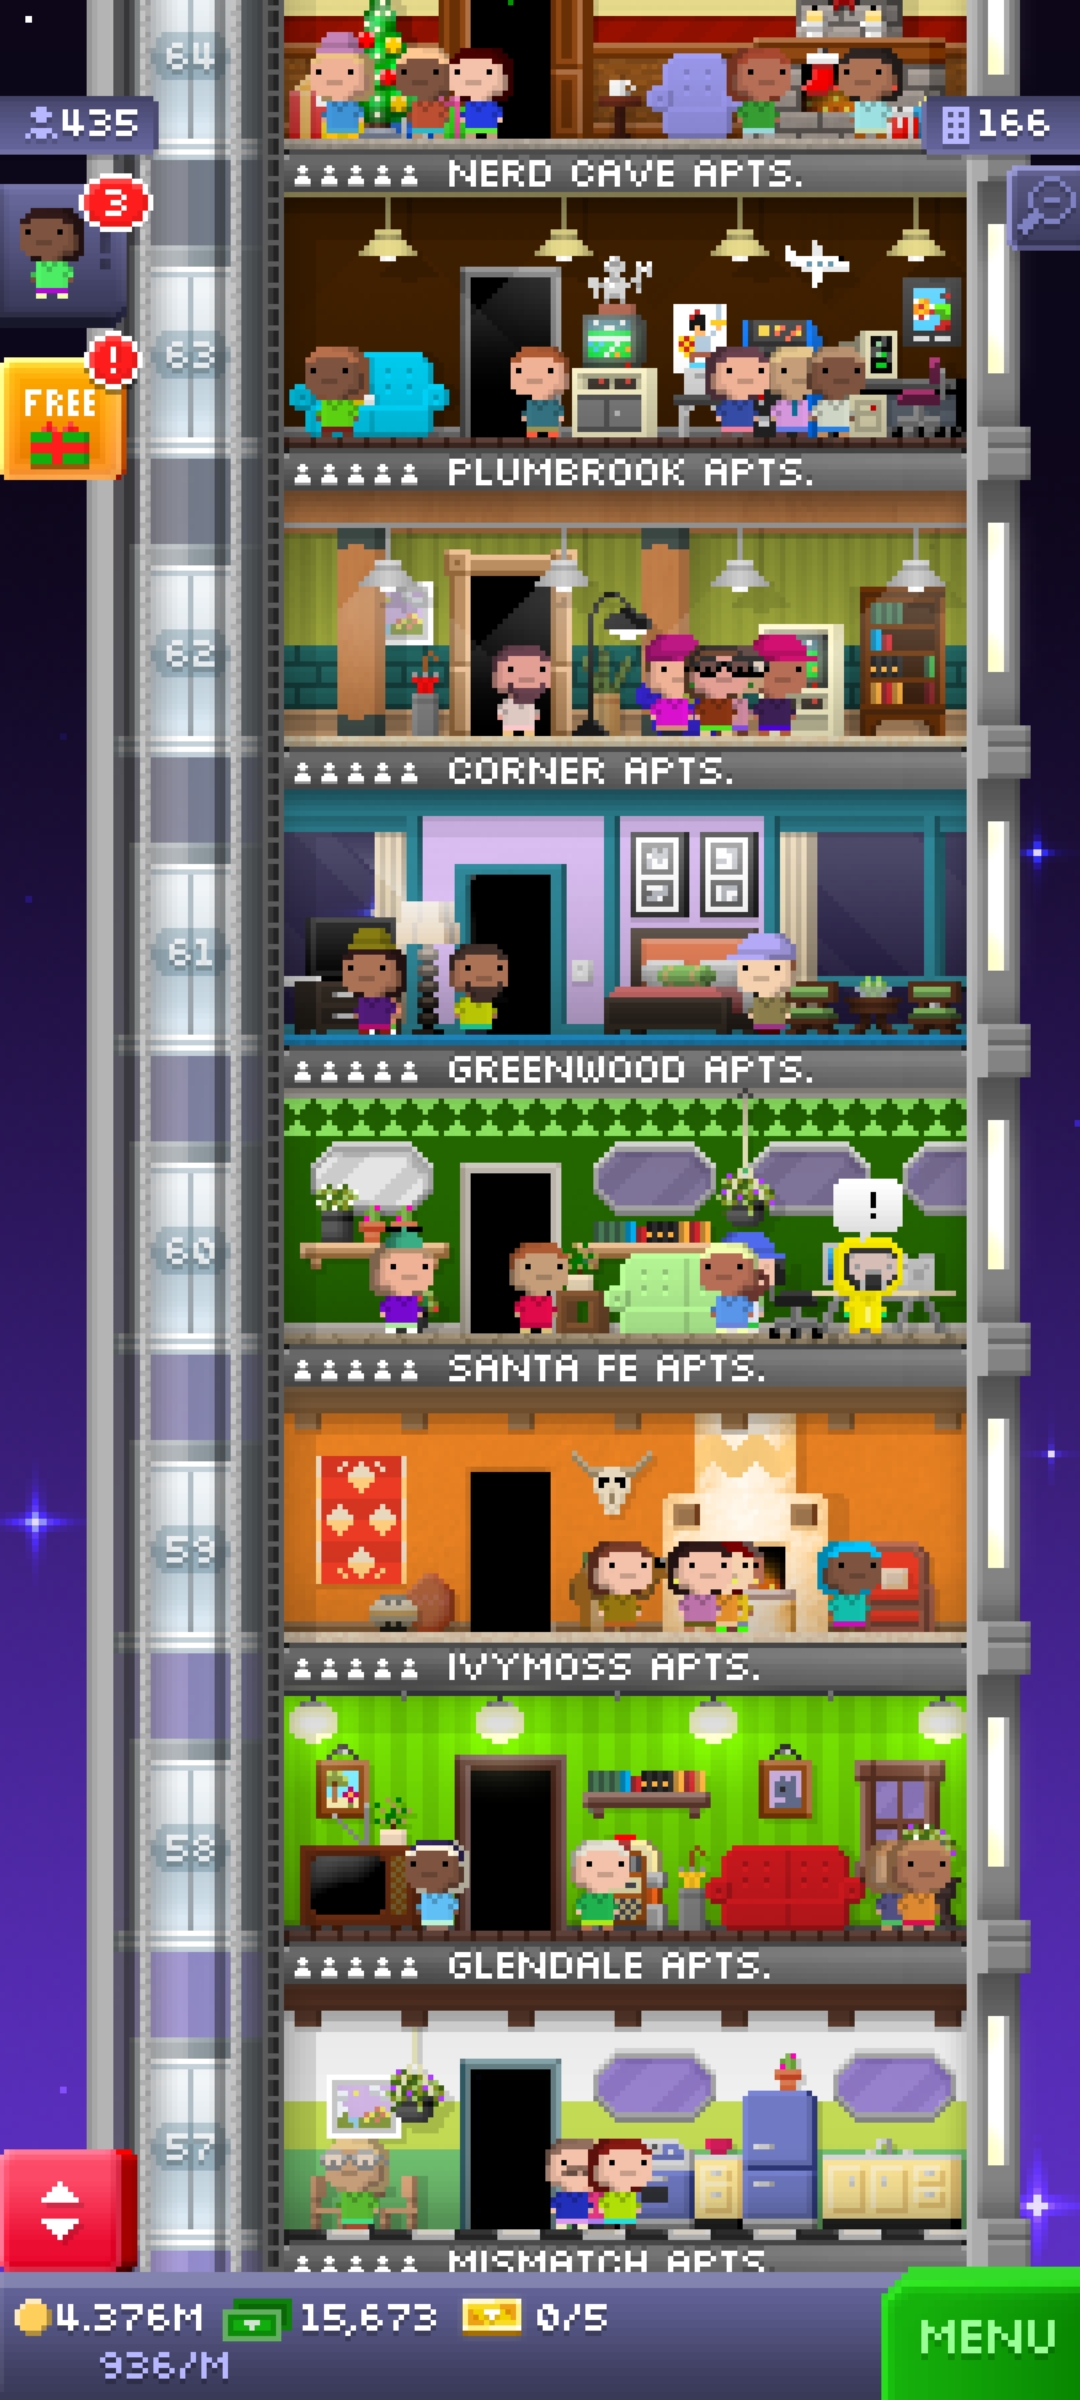 64
435
166
NERD CAVE APTS.
3
63
!
FREE
PLUMBROOK APTS.
62
CORNER APTS.
61
GREENWOOD APTS.
!
60
SANTA FE APTS.
59
IVYMOSS APTS.
58
GLENDALE APTS.
57
MISMATCH APTS.
4.376M 15,673 0/5
936/M
MENU